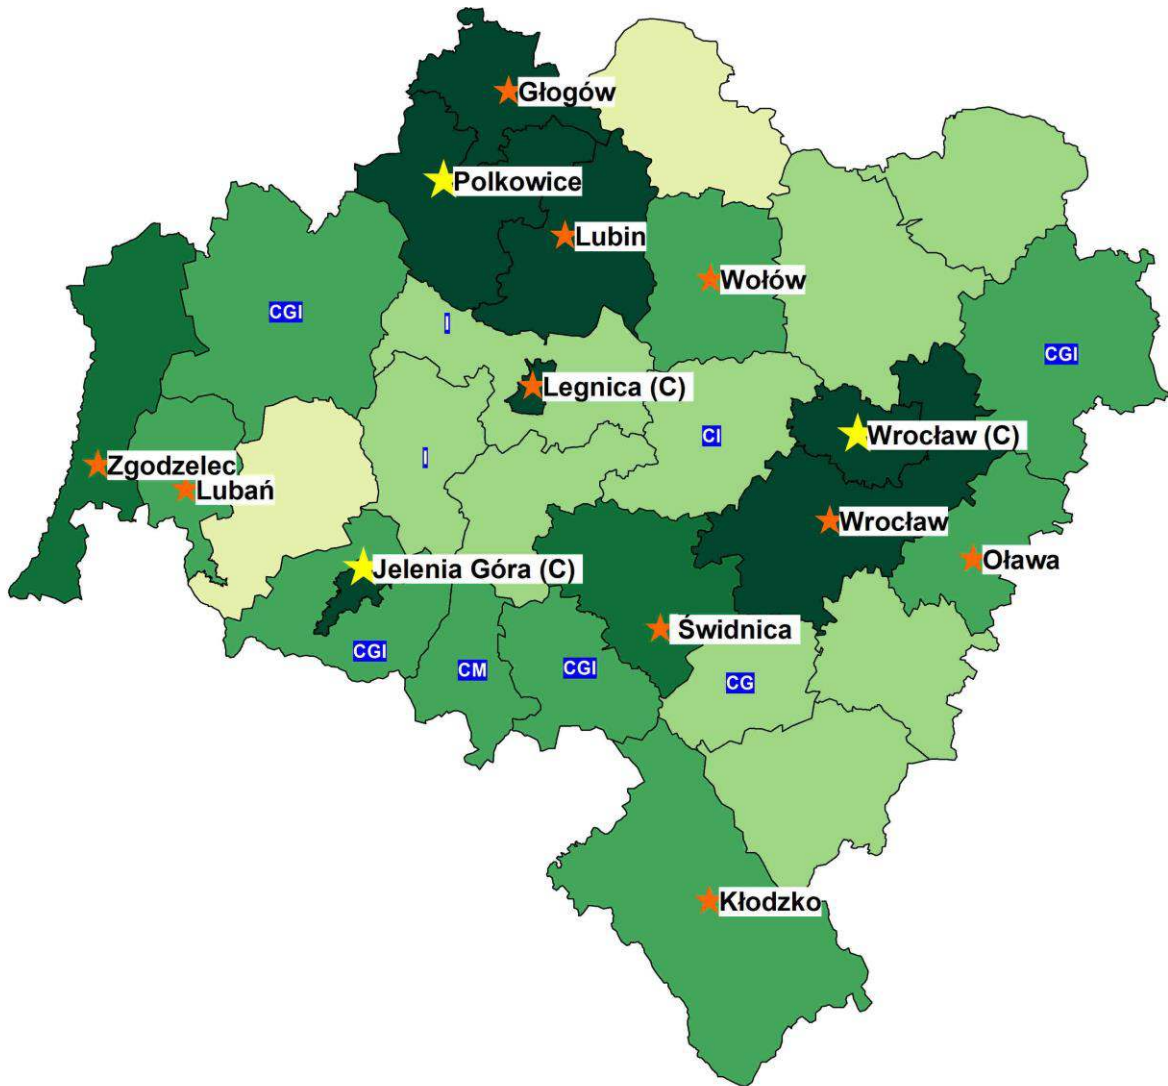 Głogów
Polkowice
Lubin
Wołów
CGI
I
CGI
Legnica (C)
CI
Wrocław (C)
I
Zgodzelec
Lubań
Wrocław
Jelenia Góra (C)
Oława
Świdnica
CGI
CM
CGI
CG
Kłodzko